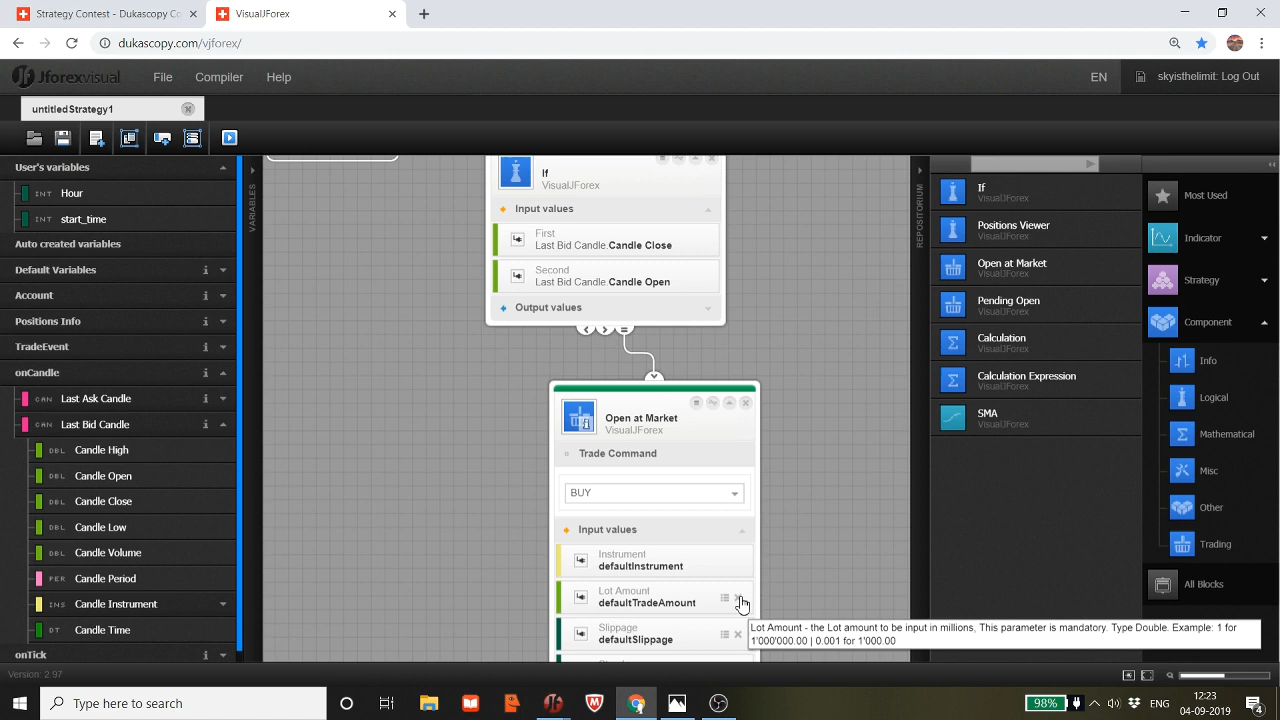 Strategy Contest - Dukascopy Co
VisualJForex
dukascopy.com/vjforex/
Jforexvisual
File
Compiler
Help
EN
skyisthelimit: Log Out
untitledStrategy1
User's variables
INT Hour
INT start_time
Auto created variables
Default Variables
Account
Positions Info
TradeEvent
onCandle
CAN Last Ask Candle
CAN Last Bid Candle
DBL Candle High
DBL Candle Open
DBL Candle Close
DBL Candle Low
DBL Candle Volume
PER Candle Period
INS Candle Instrument
DT Candle Time
onTick
VARIABLES
If
VisualJForex
Input values
First
Last Bid Candle.Candle Close
Second
Last Bid Candle.Candle Open
Output values
Open at Market
VisualJForex
Trade Command
BUY
Input values
Instrument
defaultInstrument
Lot Amount
defaultTradeAmount
Slippage
defaultSlippage
Lot Amount - the Lot amount to be input in millions, This parameter is mandatory. Type Double. Example: 1 for
1'000'000.00 | 0.001 for 1'000.00
REPOSITORIUM
If
VisualJForex
Positions Viewer
VisualJForex
Open at Market
VisualJForex
Pending Open
VisualJForex
Calculation
VisualJForex
Calculation Expression
VisualJForex
SMA
VisualJForex
Most Used
Indicator
Strategy
Component
Info
Logical
Mathematical
Misc
Other
Trading
All Blocks
Version: 2.97
Type here to search
98%
ENG
12:23
04-09-2019
4